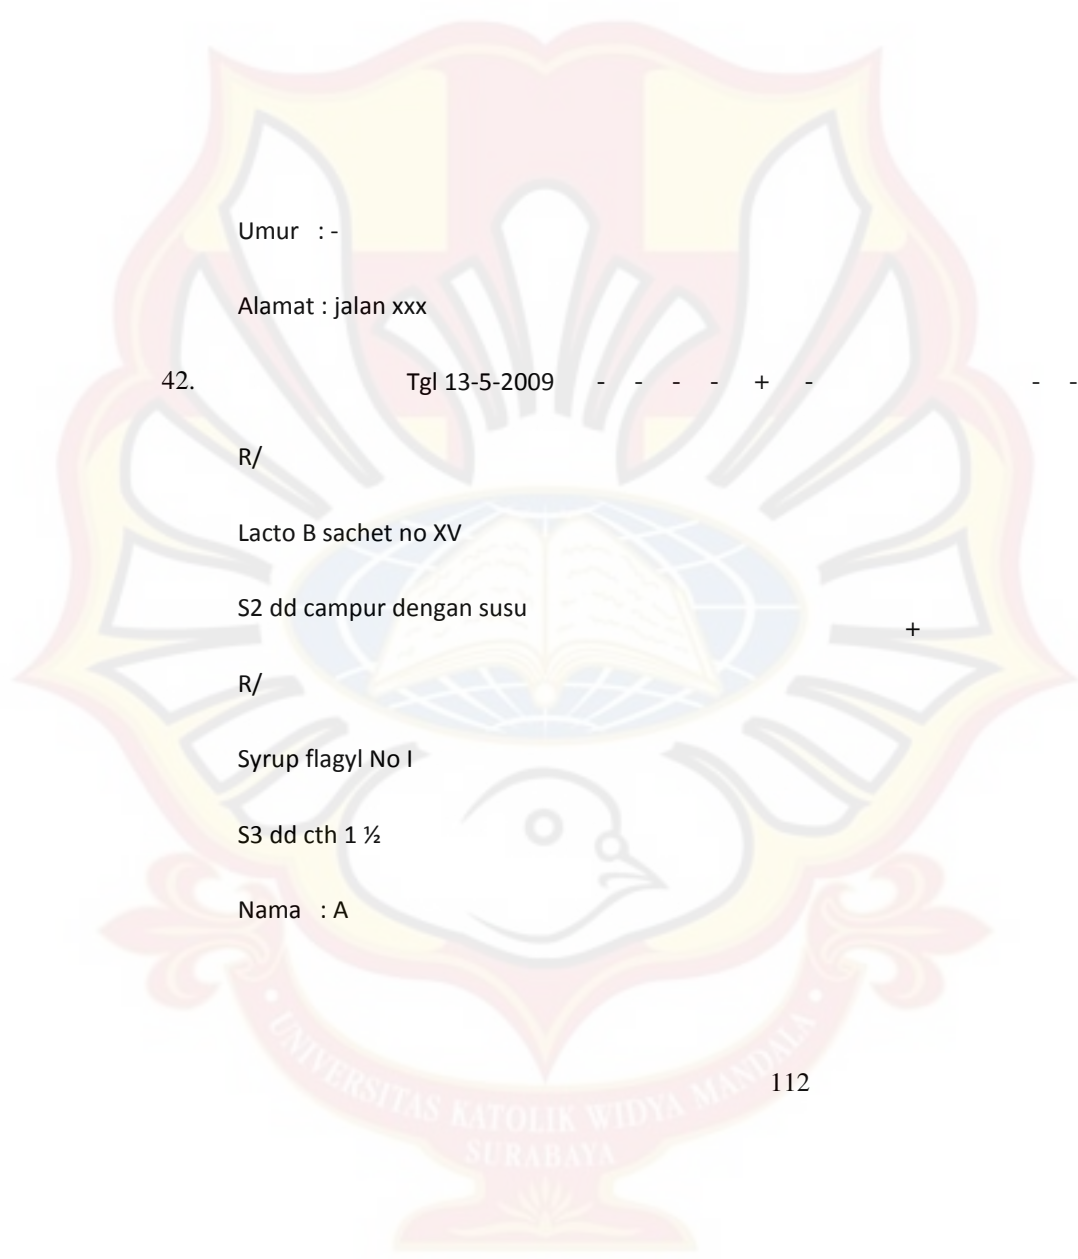 Umur : -
Alamat : jalan xxx
42. Tgl 13-5-2009 - - - - + - - -
R/
Lacto B sachet no XV
S2 dd campur dengan susu
+
R/
Syrup flagyl No I
S3 dd cth 1 ½
Nama : A
112
UNIVERSITAS KATOLIK WIDYA MANDALA
SURABAYA